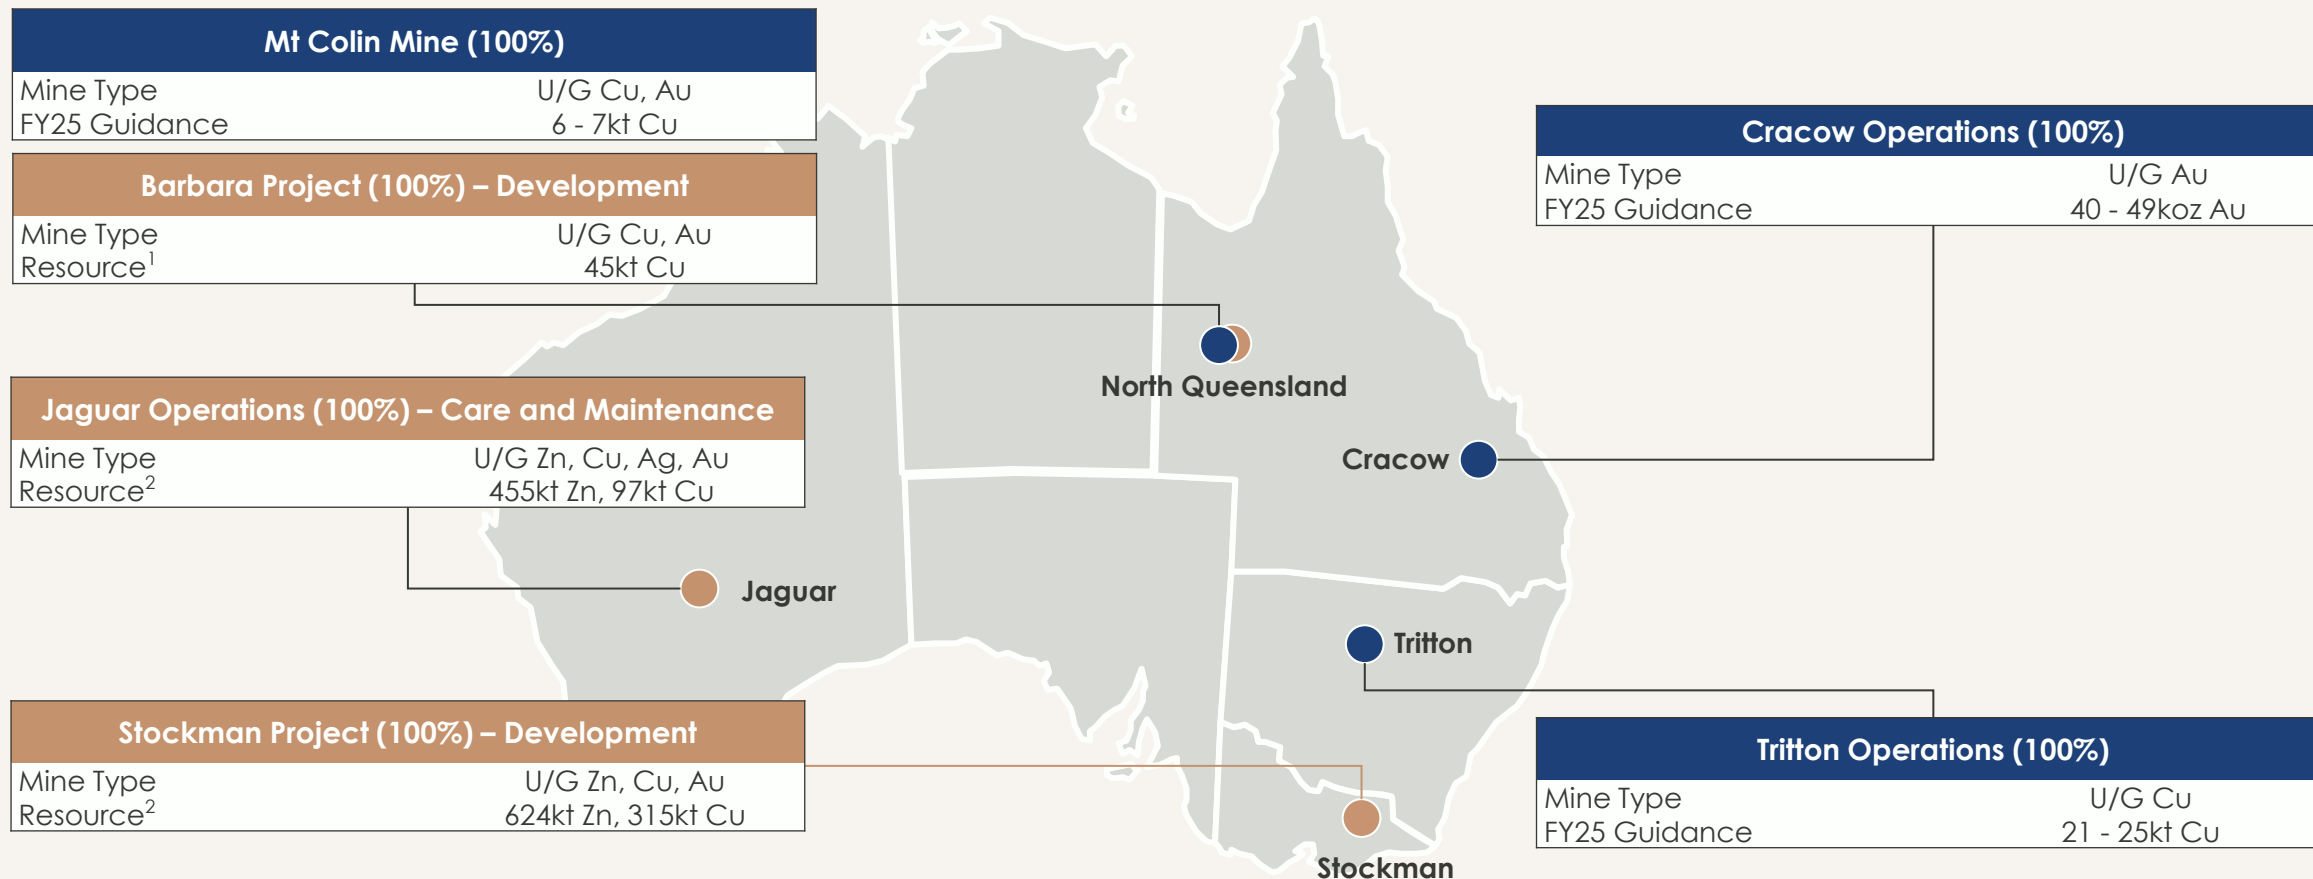 Mt Colin Mine (100%)
Mine Type U/G Cu, Au
FY25 Guidance 6 - 7kt Cu
Barbara Project (100%) – Development
Mine Type U/G Cu, Au
Resource1 45kt Cu
Jaguar Operations (100%) – Care and Maintenance
Mine Type U/G Zn, Cu, Ag, Au
Resource2 455kt Zn, 97kt Cu
Stockman Project (100%) – Development
Mine Type U/G Zn, Cu, Au
Resource2 624kt Zn, 315kt Cu
North Queensland
Cracow
Jaguar
Tritton
Stockman
Cracow Operations (100%)
Mine Type U/G Au
FY25 Guidance 40 - 49koz Au
Tritton Operations (100%)
Mine Type U/G Cu
FY25 Guidance 21 - 25kt Cu